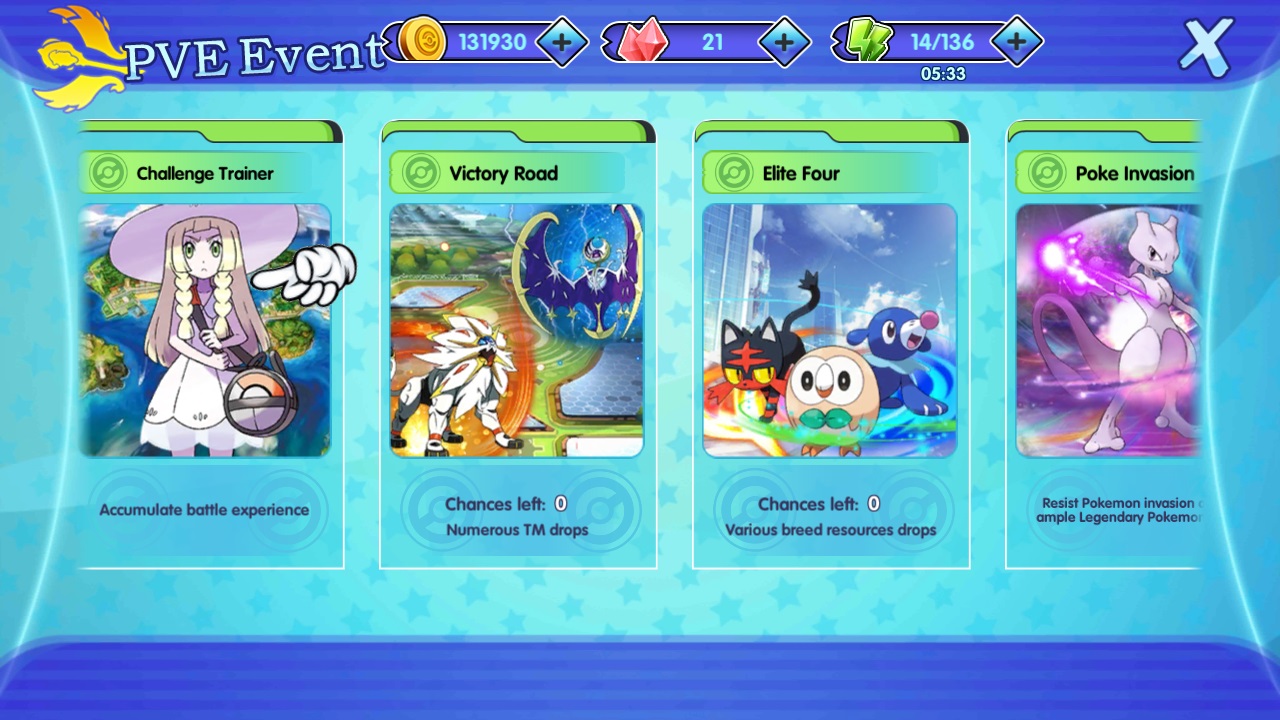 PVE Event
131930
21
14/136
05:33
Challenge Trainer
Victory Road
Elite Four
Poke Invasion
Accumulate battle experience
Chances left: 0
Numerous TM drops
Chances left: 0
Various breed resources drops
Resist Pokemon invasion
ample Legendary Pokemon